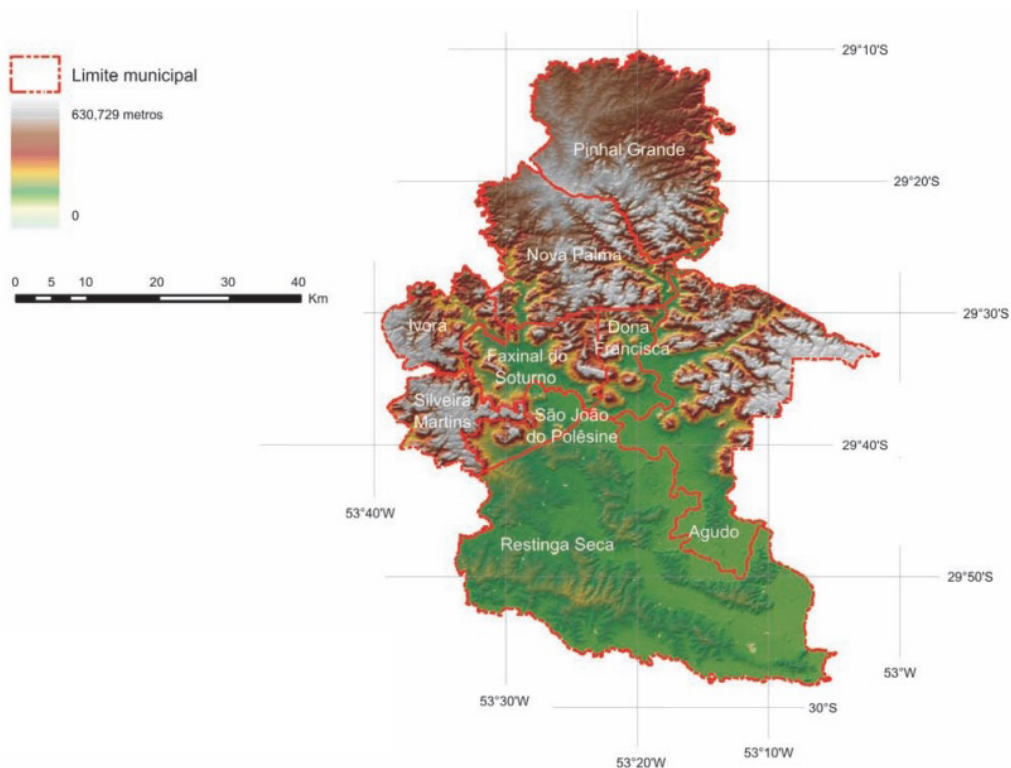 Limite municipal
630,729 metros
0
0 5 10 20 30 40
Km
29°10'S
Pinhal Grande
29°20'S
Nova Palma
29°30'S
Ivorá
Dona
Francisca
Faxinal do
Soturno
Silveira
Martins
São João
do Polêsine
29°40'S
53°40'W
Agudo
Restinga Seca
29°50'S
53°W
53°30'W
30°S
53°10'W
53°20'W